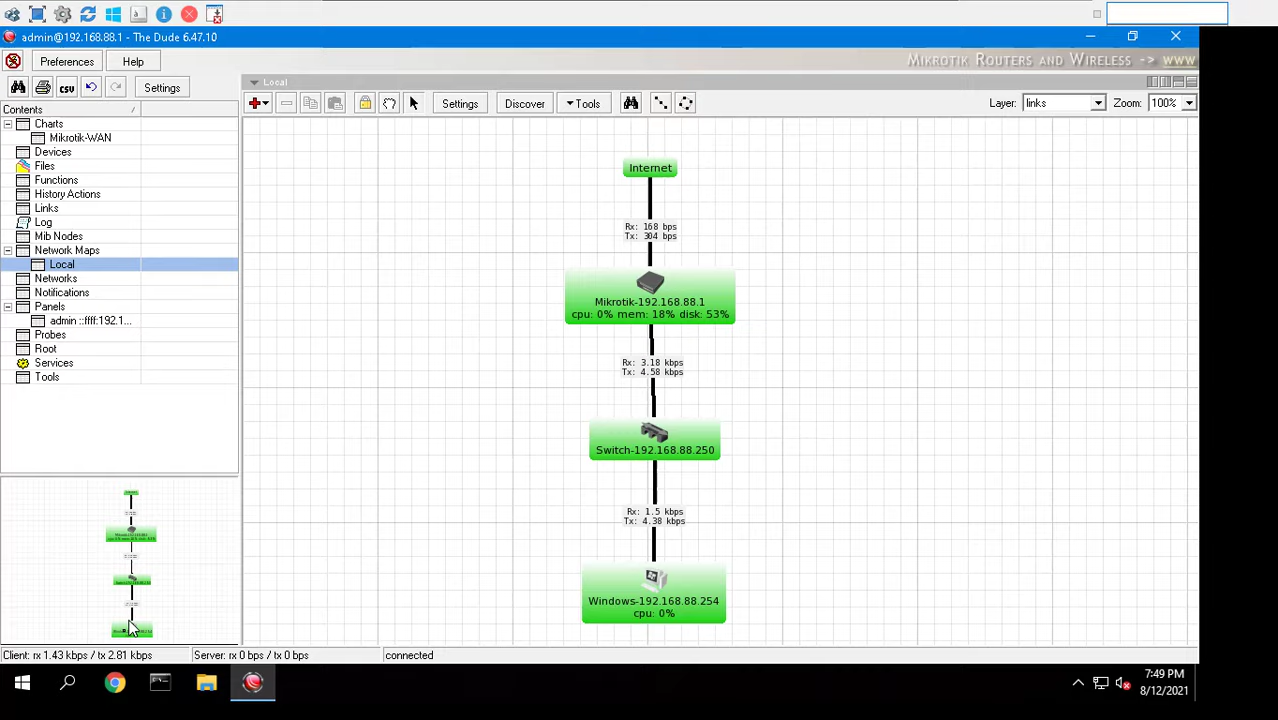 admin@192.168.88.1 - The Dude 6.47.10
Preferences
Help
MIKROTIK ROUTERS AND WIRELESS -> WWW
csv
Settings
Local
Contents
Charts
Mikrotik-WAN
Devices
Files
Functions
History Actions
Links
Log
Mib Nodes
Network Maps
Local
Networks
Notifications
Panels
admin ::ffff:192.1...
Probes
Root
Services
Tools
Settings
Discover
Tools
Layer: links
Zoom: 100%
Internet
Rx: 168 bps
Tx: 304 bps
Mikrotik-192.168.88.1
cpu: 0% mem: 18% disk: 53%
Rx: 3.18 kbps
Tx: 4.58 kbps
Switch-192.168.88.250
Rx: 1.5 kbps
Tx: 4.38 kbps
Windows-192.168.88.254
cpu: 0%
Client: rx 1.43 kbps / tx 2.81 kbps
Server: rx 0 bps / tx 0 bps
connected
7:49 PM
8/12/2021